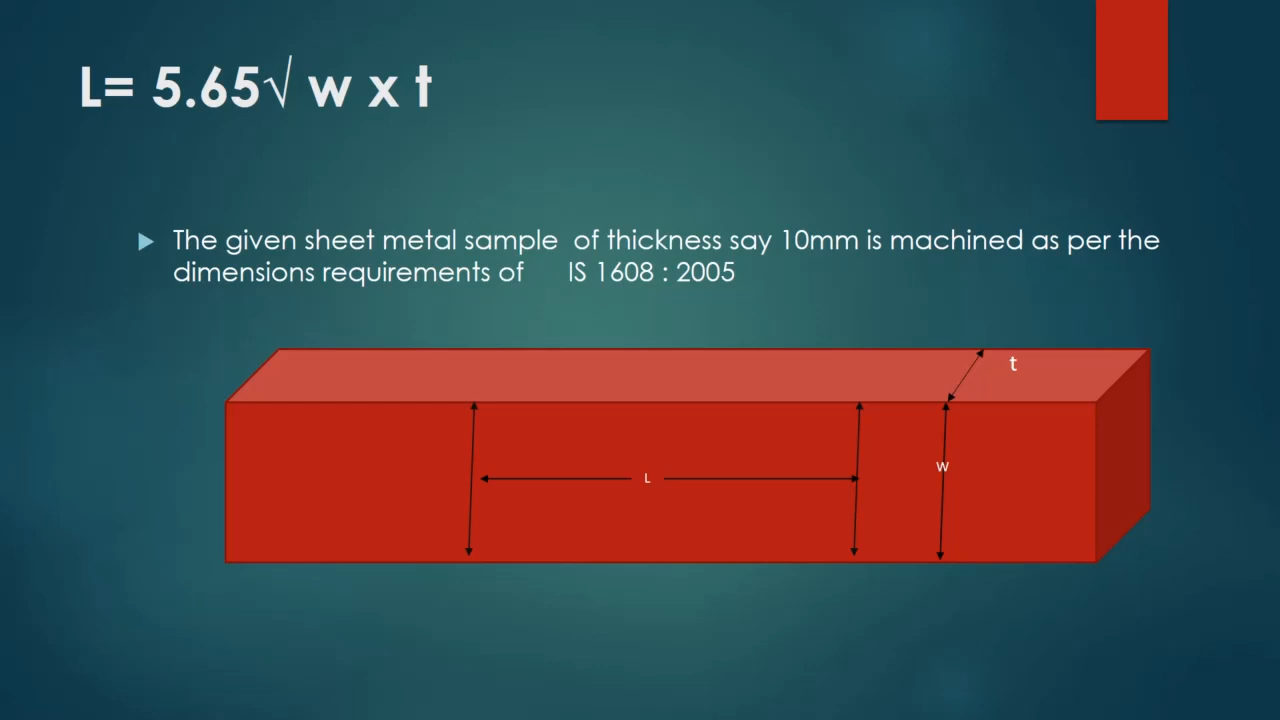 L= 5.65√ w x t
The given sheet metal sample of thickness say 10mm is machined as per the
dimensions requirements of IS 1608 : 2005
t
W
L